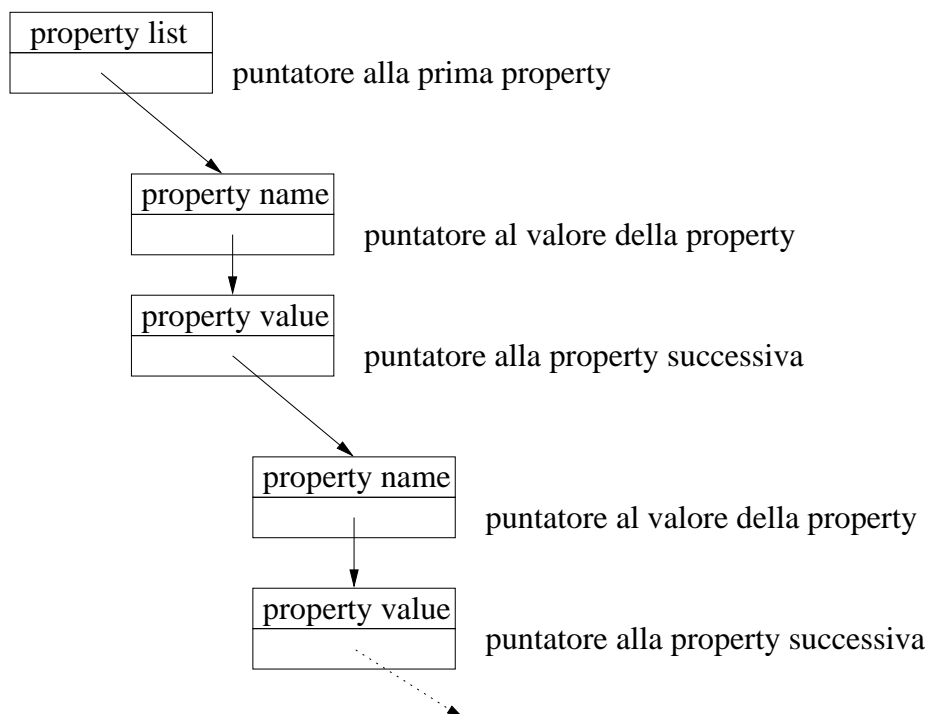 property list
puntatore alla prima property
property name
puntatore al valore della property
property value
puntatore alla property successiva
property name
puntatore al valore della property
property value
puntatore alla property successiva